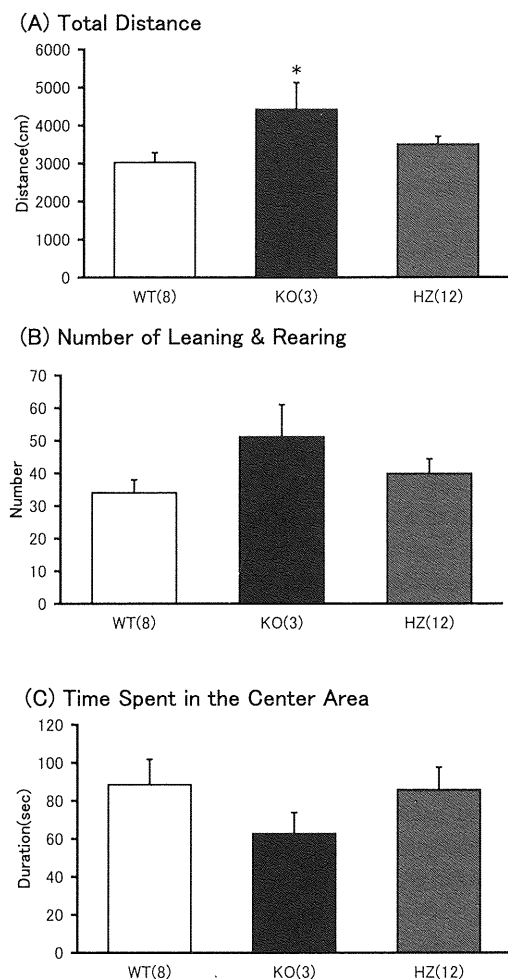 (A) Total Distance
6000
5000
4000
3000
2000
1000
0
Distance(cm)
*
WT(8) KO(3) HZ(12)
(B) Number of Leaning & Rearing
70
60
50
40
30
20
10
0
Number
WT(8) KO(3) HZ(12)
(C) Time Spent in the Center Area
120
100
80
60
40
20
0
Duration(sec)
WT(8) KO(3) HZ(12)